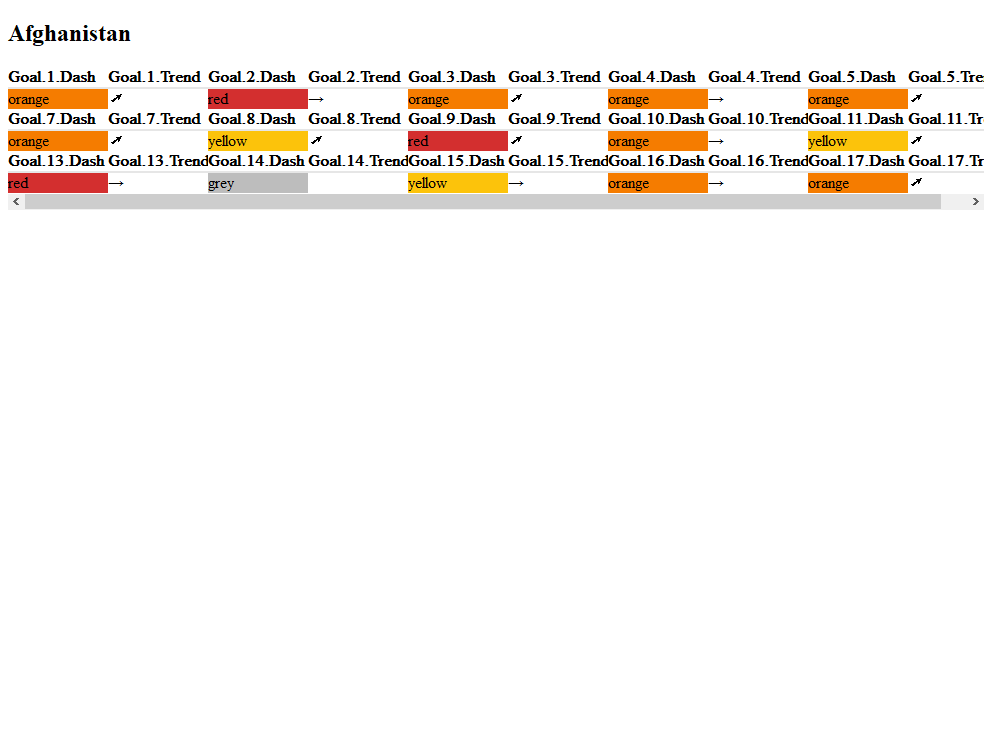 Afghanistan
Goal.1.Dash Goal.1.Trend Goal.2.Dash Goal.2.Trend Goal.3.Dash Goal.3.Trend Goal.4.Dash Goal.4.Trend Goal.5.Dash Goal.5.Tre
orange ↗ red → orange ↗ orange → orange ↗
Goal.7.Dash Goal.7.Trend Goal.8.Dash Goal.8.Trend Goal.9.Dash Goal.9.Trend Goal.10.Dash Goal.10.Trend Goal.11.Dash Goal.11.Tr
orange ↗ yellow ↗ red ↗ orange → yellow ↗
Goal.13.Dash Goal.13.Trend Goal.14.Dash Goal.14.Trend Goal.15.Dash Goal.15.Trend Goal.16.Dash Goal.16.Trend Goal.17.Dash Goal.17.T
red → grey yellow → orange → orange ↗